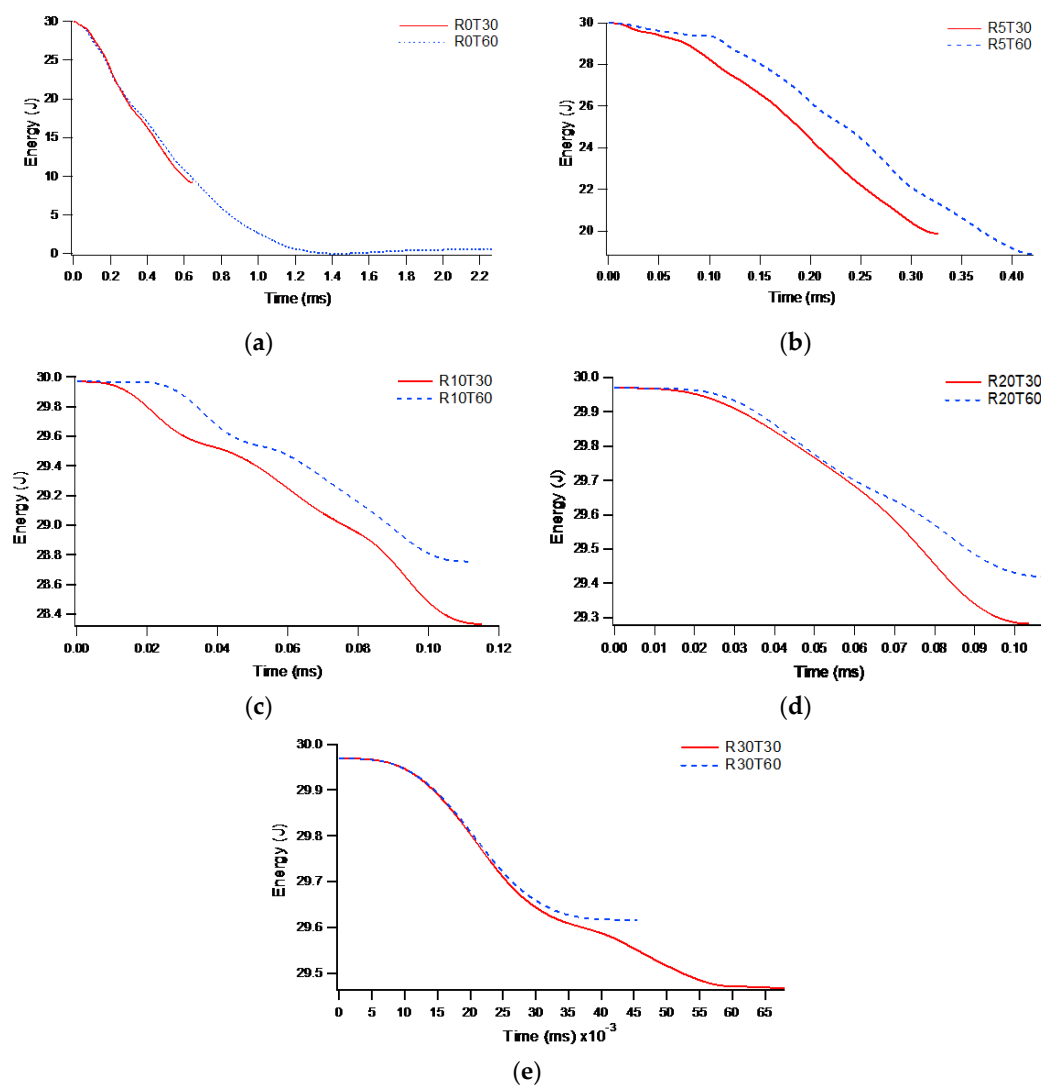 R0T30
R0T60
30
25
20
15
10
5
0
Energy (J)
0.0 0.2 0.4 0.6 0.8 1.0 1.2 1.4 1.6 1.8 2.0 2.2
Time (ms)
(a)
R5T30
R5T60
30
28
26
24
22
20
Energy (J)
0.00 0.05 0.10 0.15 0.20 0.25 0.30 0.35 0.40
Time (ms)
(b)
R10T30
R10T60
30.0
29.8
29.6
29.4
29.2
29.0
28.8
28.6
28.4
Energy (J)
0.00 0.02 0.04 0.06 0.08 0.10 0.12
Time (ms)
(c)
R20T30
R20T60
30.0
29.9
29.8
29.7
29.6
29.5
29.4
29.3
Energy (J)
0.00 0.01 0.02 0.03 0.04 0.05 0.06 0.07 0.08 0.09 0.10
Time (ms)
(d)
R30T30
R30T60
30.0
29.9
29.8
29.7
29.6
29.5
Energy (J)
0 5 10 15 20 25 30 35 40 45 50 55 60 65
Time (ms) x10⁻³
(e)